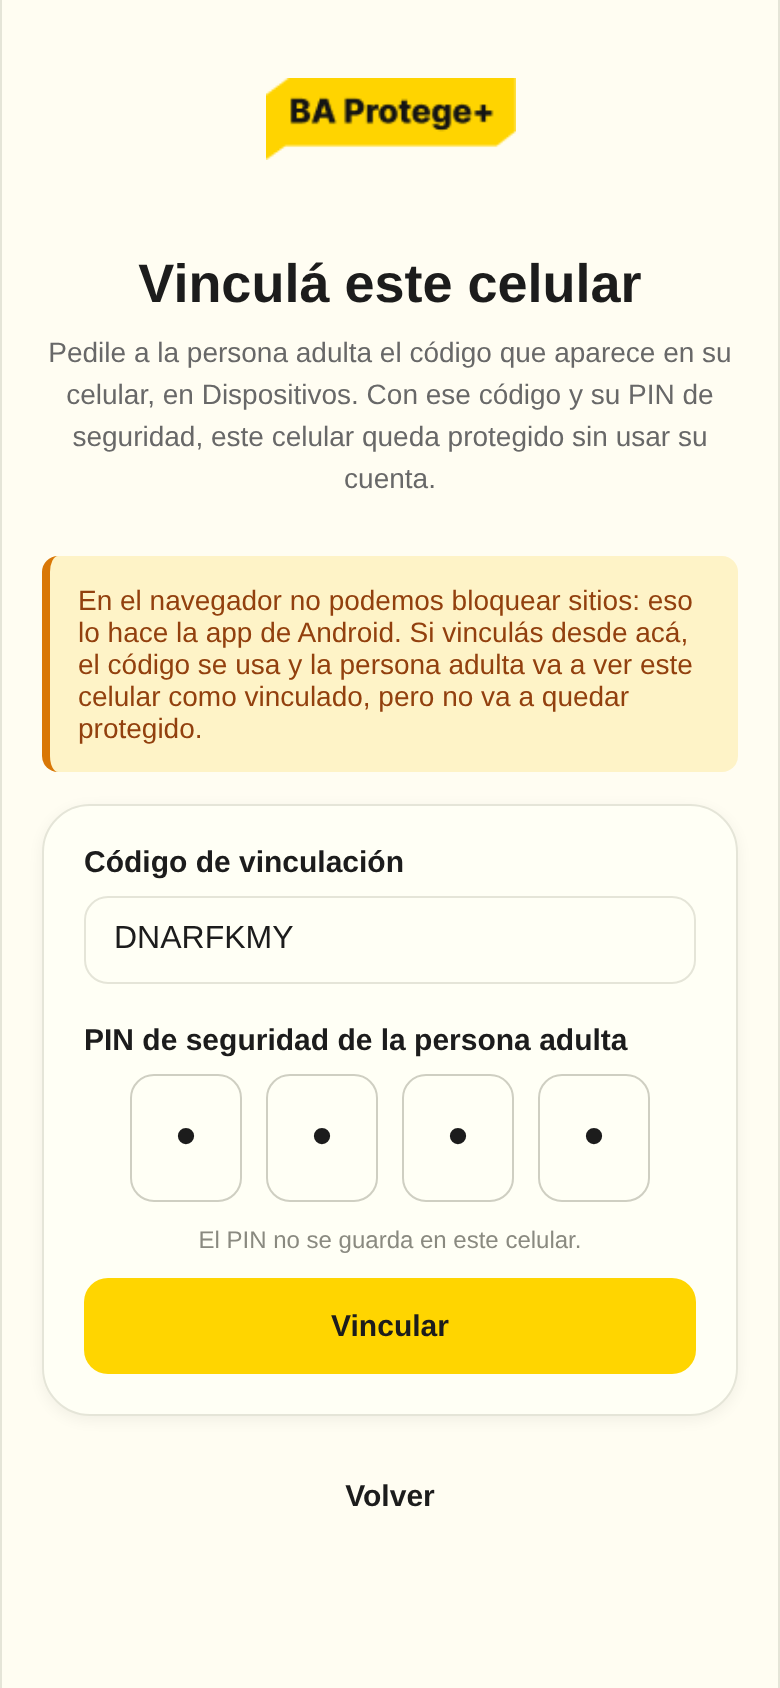 BA Protege+
Vinculá este celular
Pedile a la persona adulta el código que aparece en su
celular, en Dispositivos. Con ese código y su PIN de
seguridad, este celular queda protegido sin usar su
cuenta.
En el navegador no podemos bloquear sitios: eso
lo hace la app de Android. Si vinculás desde acá,
el código se usa y la persona adulta va a ver este
celular como vinculado, pero no va a quedar
protegido.
Código de vinculación
DNARFKMY
PIN de seguridad de la persona adulta
El PIN no se guarda en este celular.
Vincular
Volver